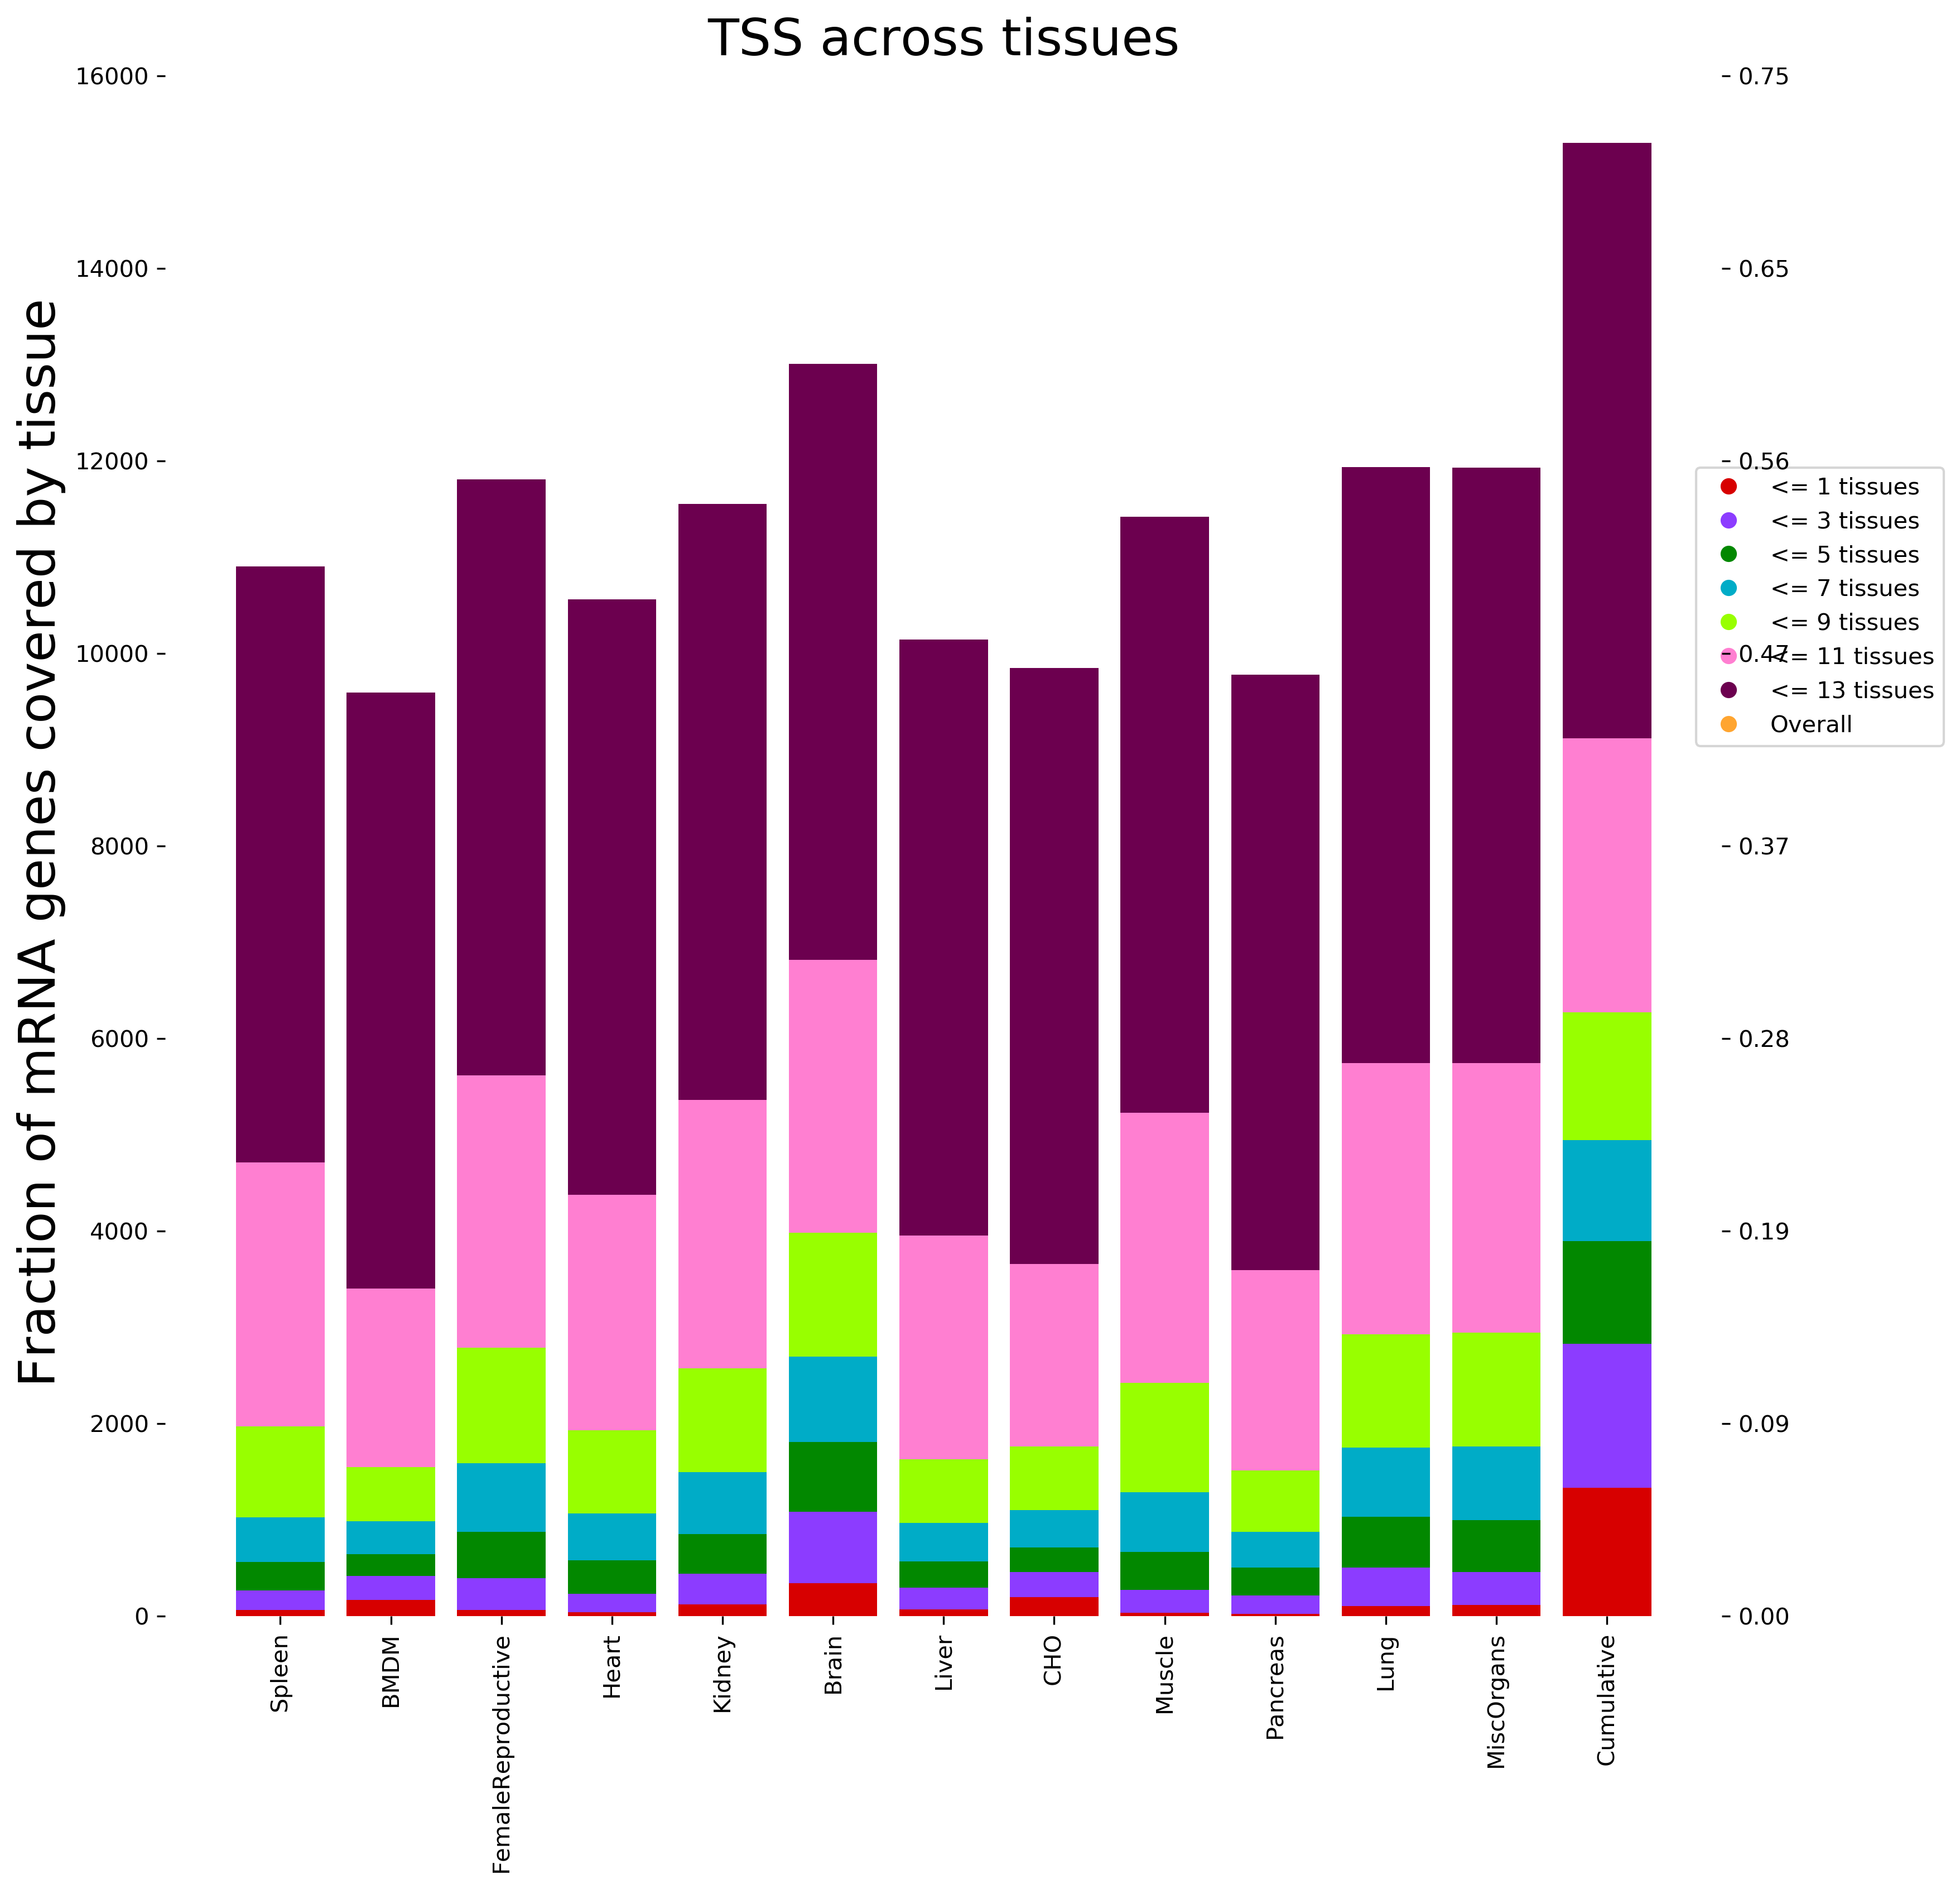 TSS across tissues
Fraction of mRNA genes covered by tissue
16000
14000
12000
10000
8000
6000
4000
2000
0
0.75
0.65
0.56
0.47
0.37
0.28
0.19
0.09
0.00
<= 1 tissues
<= 3 tissues
<= 5 tissues
<= 7 tissues
<= 9 tissues
<= 11 tissues
<= 13 tissues
Overall
Spleen
BMDM
FemaleReproductive
Heart
Kidney
Brain
Liver
CHO
Muscle
Pancreas
Lung
MiscOrgans
Cumulative